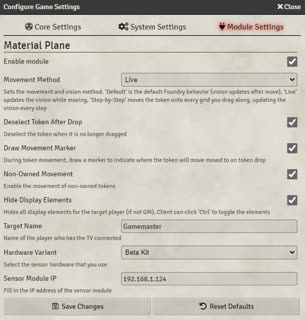 Configure Game Settings
Close
Core Settings
System Settings
Module Settings
Material Plane
Enable module
Movement Method
Live
Sets the movement and vision method. 'Default' is the default Foundry behavior (vision updates after move), 'Live'
updates the vision while moving, 'Step-by-Step' moves the token onto every grid you drag along, updating the
vision every step
Deselect Token After Drop
Deselect the token when it is no longer dragged
Draw Movement Marker
During token movement, draw a marker to indicate where the token will move moved to on token drop
Non-Owned Movement
Enable the movement of non-owned tokens
Hide Display Elements
Hides all display elements for the target player (if not GM). Client can click 'Ctrl' to toggle the elements
Target Name
Gamemaster
Name of the player who has the TV connected
Hardware Variant
Beta Kit
Select the sensor hardware that you use
Sensor Module IP
192.168.1.124
Fill in the IP address of the sensor module
Save Changes
Reset Defaults